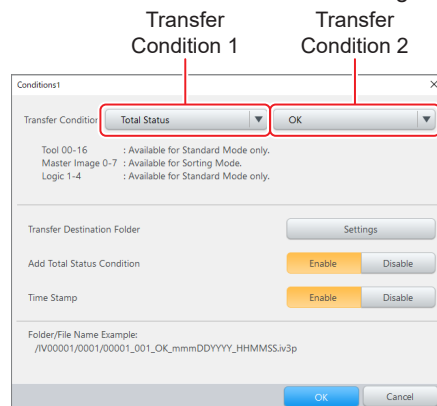 Transfer Condition 1
Transfer Condition 2
Conditions1
×
Transfer Condition
Total Status
OK
Tool 00-16 : Available for Standard Mode only.
Master Image 0-7 : Available for Sorting Mode.
Logic 1-4 : Available for Standard Mode only.
Transfer Destination Folder
Settings
Add Total Status Condition
Enable
Disable
Time Stamp
Enable
Disable
Folder/File Name Example:
/IV00001/0001/00001_001_OK_mmmDDYYYY_HHMMSS.iv3p
OK
Cancel